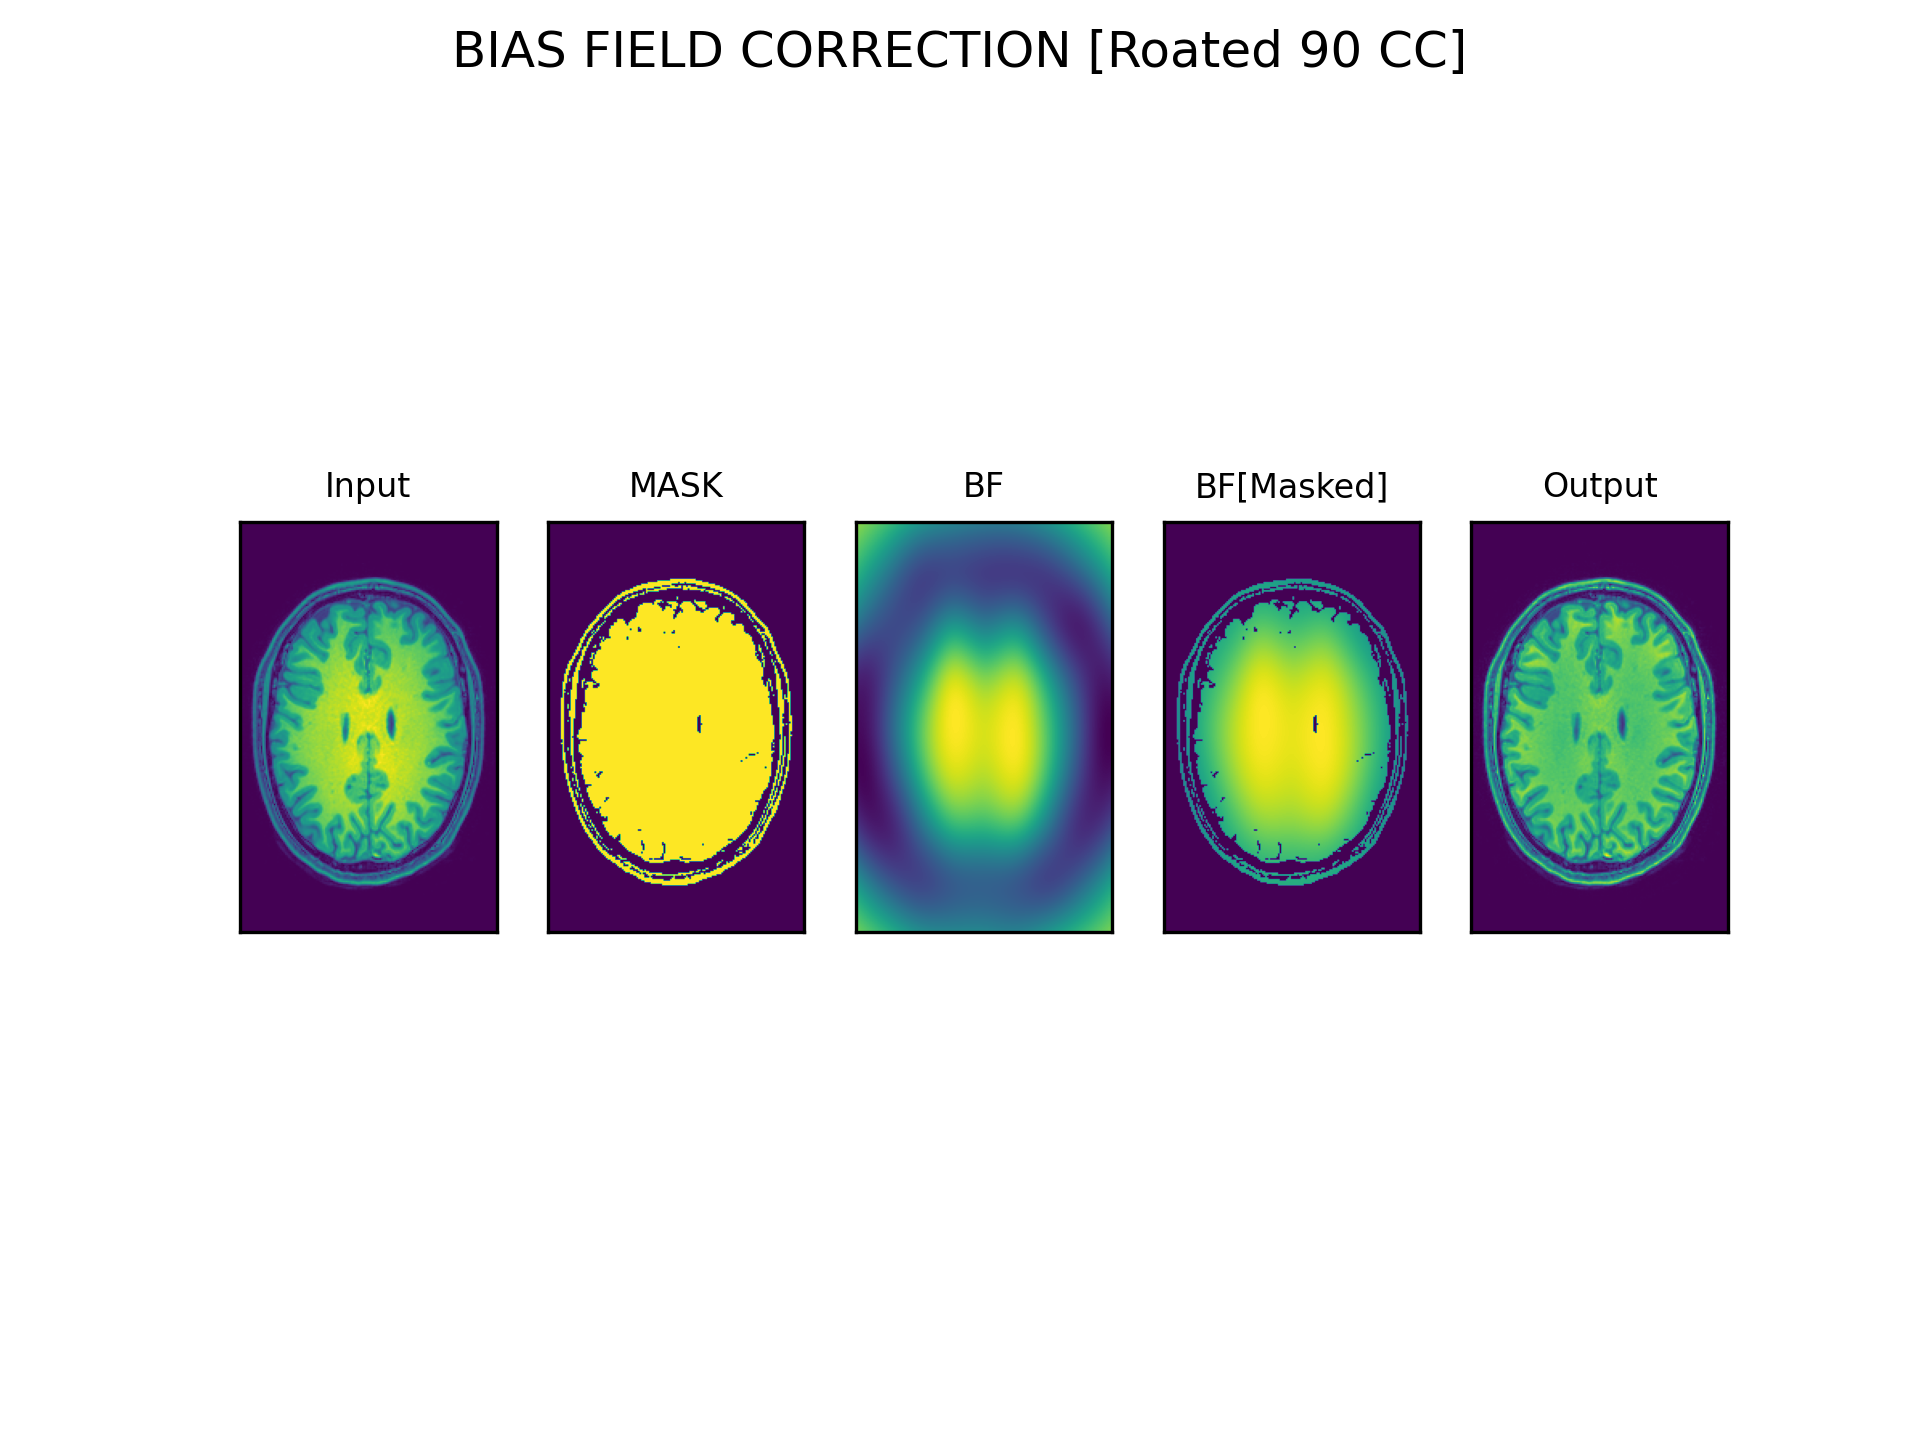 BIAS FIELD CORRECTION [Roated 90 CC]
Input
MASK
BF
BF[Masked]
Output